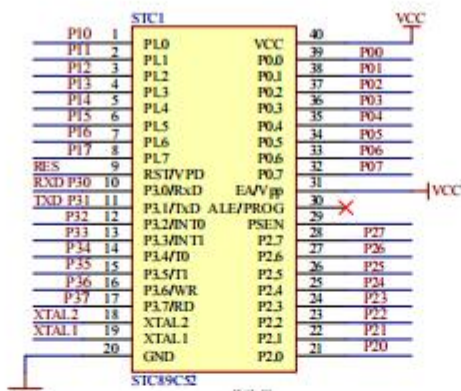 STC1
VCC
P10 1 P1.0 VCC 40
P11 2 P1.1 P0.0 39 P00
P12 3 P1.2 P0.1 38 P01
P13 4 P1.3 P0.2 37 P02
P14 5 P1.4 P0.3 36 P03
P15 6 P1.5 P0.4 35 P04
P16 7 P1.6 P0.5 34 P05
P17 8 P1.7 P0.6 33 P06
RES 9 RST/VPD P0.7 32 P07
RXD P30 10 P3.0/RxD EA/Vpp 31 VCC
TXD P31 11 P3.1/TxD ALE/PROG 30
P32 12 P3.2/INT0 PSEN 29
P33 13 P3.3/INT1 P2.7 28 P27
P34 14 P3.4/T0 P2.6 27 P26
P35 15 P3.5/T1 P2.5 26 P25
P36 16 P3.6/WR P2.4 25 P24
P37 17 P3.7/RD P2.3 24 P23
XTAL2 18 XTAL2 P2.2 23 P22
XTAL1 19 XTAL1 P2.1 22 P21
20 GND P2.0 21 P20
STC89C52